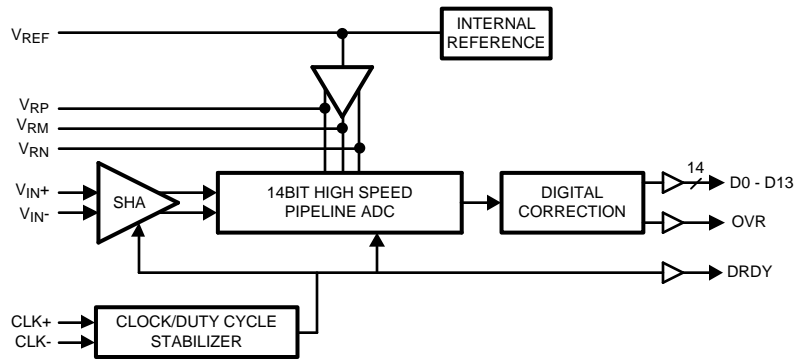 INTERNAL
REFERENCE
VREF
VRP
VRM
VRN
VIN+
VIN-
SHA
14BIT HIGH SPEED
PIPELINE ADC
DIGITAL
CORRECTION
14
D0 - D13
OVR
DRDY
CLK+
CLK-
CLOCK/DUTY CYCLE
STABILIZER